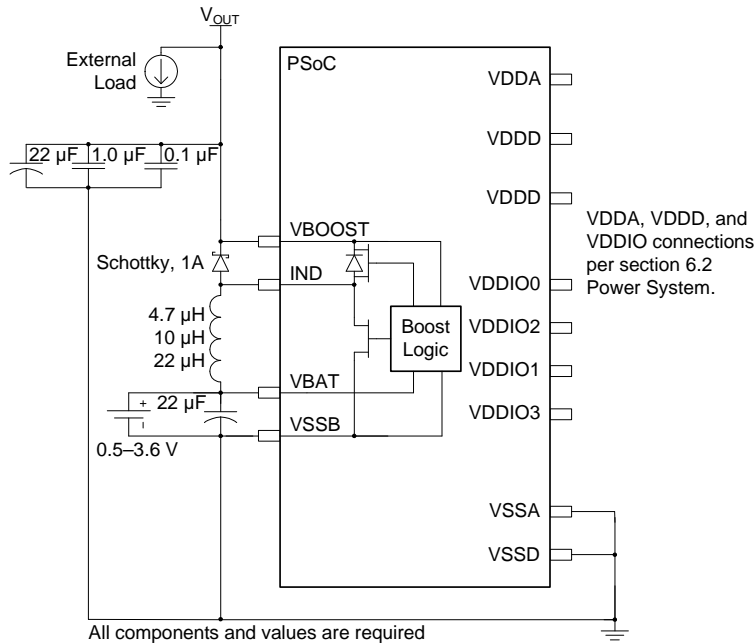 VOUT
External
Load
PSoC
VDDA
VDDD
VDDD
22 µF
1.0 µF
0.1 µF
VBOOST
Schottky, 1A
IND
4.7 µH
10 µH
22 µH
Boost
Logic
VBAT
22 µF
+
VSSB
0.5–3.6 V
VDDIO0
VDDIO2
VDDIO1
VDDIO3
VDDA, VDDD, and
VDDIO connections
per section 6.2
Power System.
VSSA
VSSD
All components and values are required